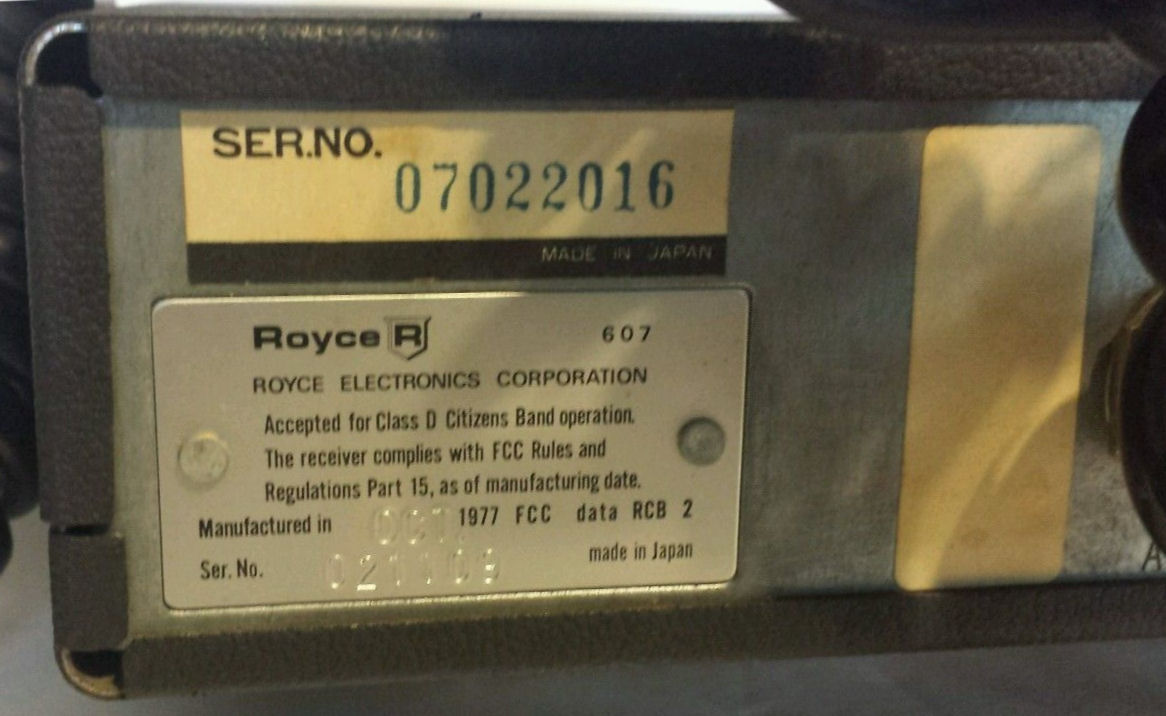 SER.NO.
07022016
MADE IN JAPAN
Royce R 607
ROYCE ELECTRONICS CORPORATION
Accepted for Class D Citizens Band operation.
The receiver complies with FCC Rules and
Regulations Part 15, as of manufacturing date.
Manufactured in OCT. 1977 FCC data RCB 2
Ser. No. made in Japan